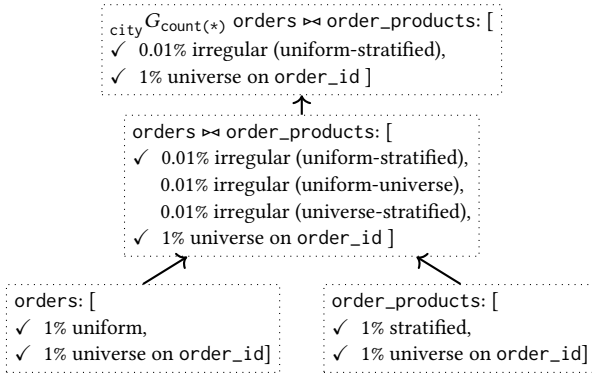 city G count(*) orders ⋈ order_products: [
✓ 0.01% irregular (uniform-stratified),
✓ 1% universe on order_id ]
orders ⋈ order_products: [
✓ 0.01% irregular (uniform-stratified),
0.01% irregular (uniform-universe),
0.01% irregular (universe-stratified),
✓ 1% universe on order_id ]
orders: [
✓ 1% uniform,
✓ 1% universe on order_id]
order_products: [
✓ 1% stratified,
✓ 1% universe on order_id]